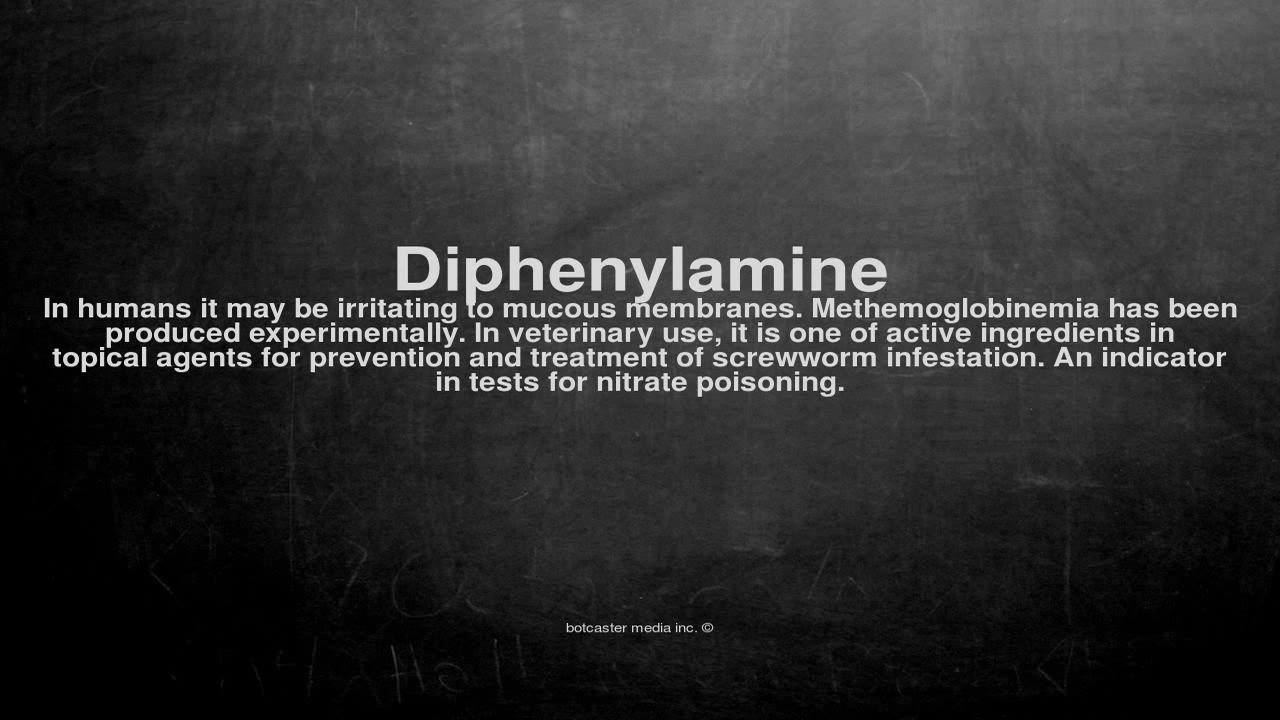 Diphenylamine
In humans it may be irritating to mucous membranes. Methemoglobinemia has been
produced experimentally. In veterinary use, it is one of active ingredients in
topical agents for prevention and treatment of screwworm infestation. An indicator
in tests for nitrate poisoning.
botcaster media inc. ©